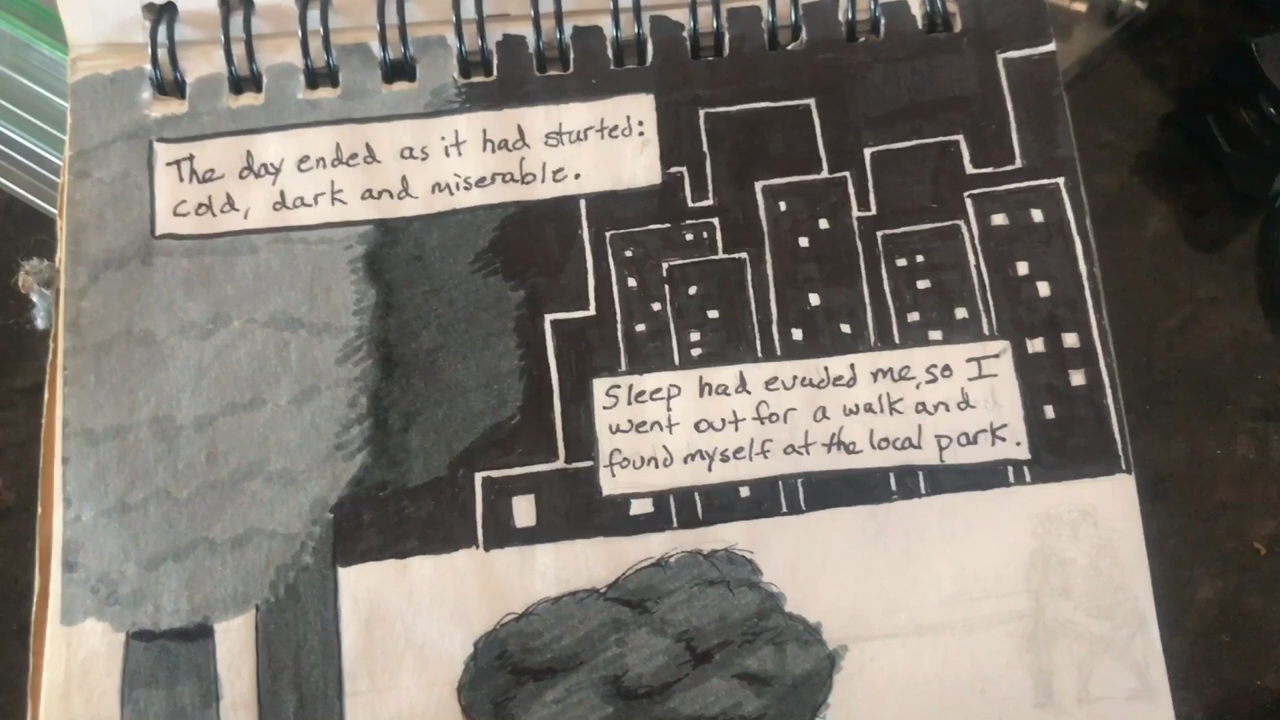 The day ended as it had started:
cold, dark and miserable.
Sleep had evaded me, so I
went out for a walk and
found myself at the local park.